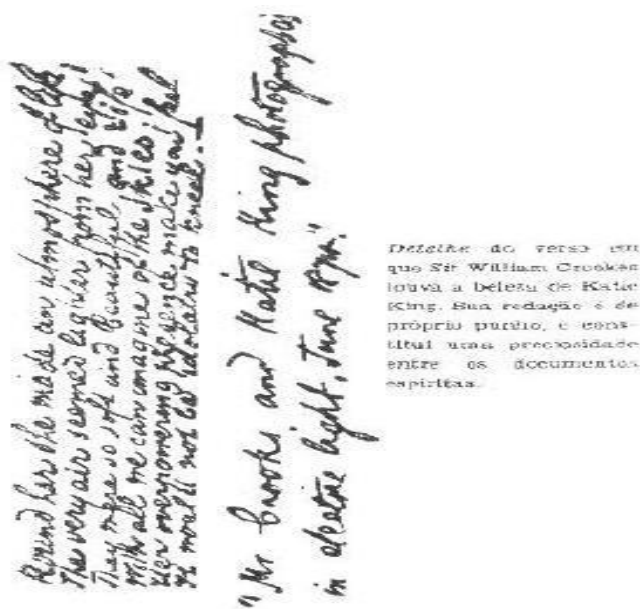 Round her she made an atmosphere of life
The very air seemed lighter from her eyes;
They were so soft and beautiful and rife
With all we can imagine of the skies;
Her overpowering presence make you feel
It would not be idolatry to kneel.
"Mr Crooks and Katie King photographed
in electric light, June
Detalhe do verso em
que Sir William Crookes
louva a beleza de Katie
King. Sua redação é de
próprio punho, e cons-
titui uma preciosidade
entre os documentos
espíritas.